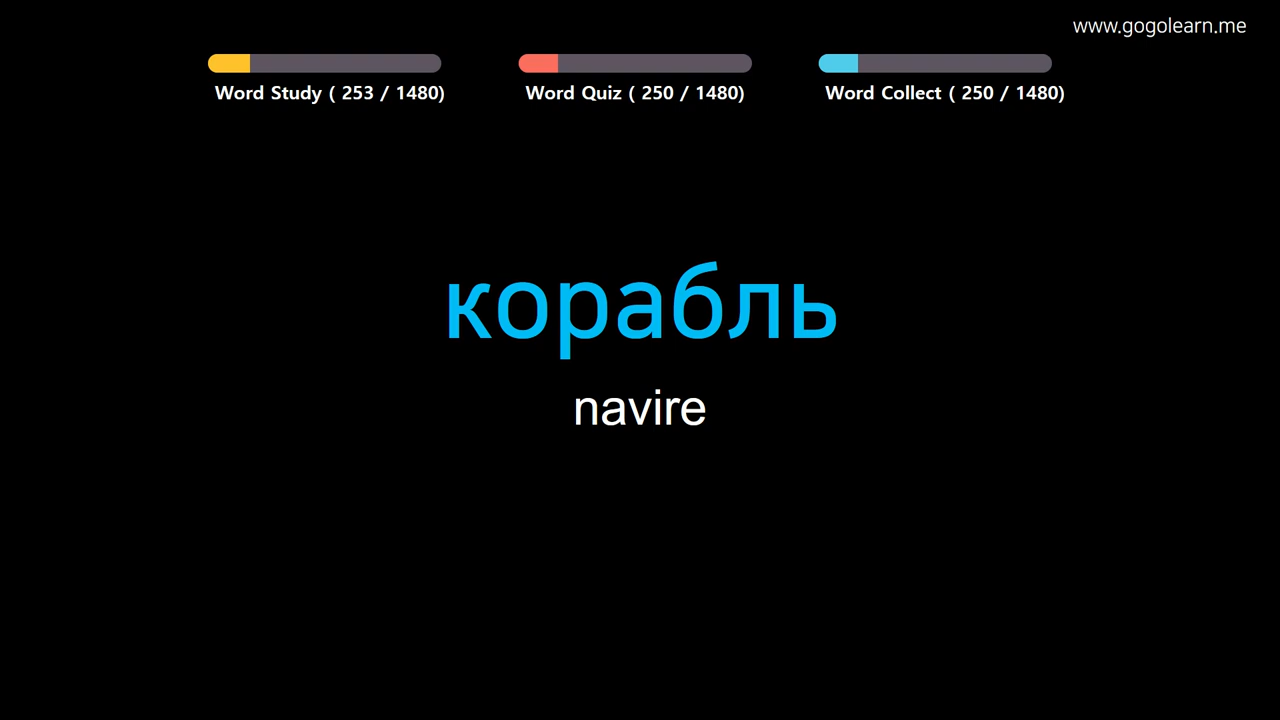 www.gogolearn.me
Word Study ( 253 / 1480)
Word Quiz ( 250 / 1480)
Word Collect ( 250 / 1480)
корабль
navire